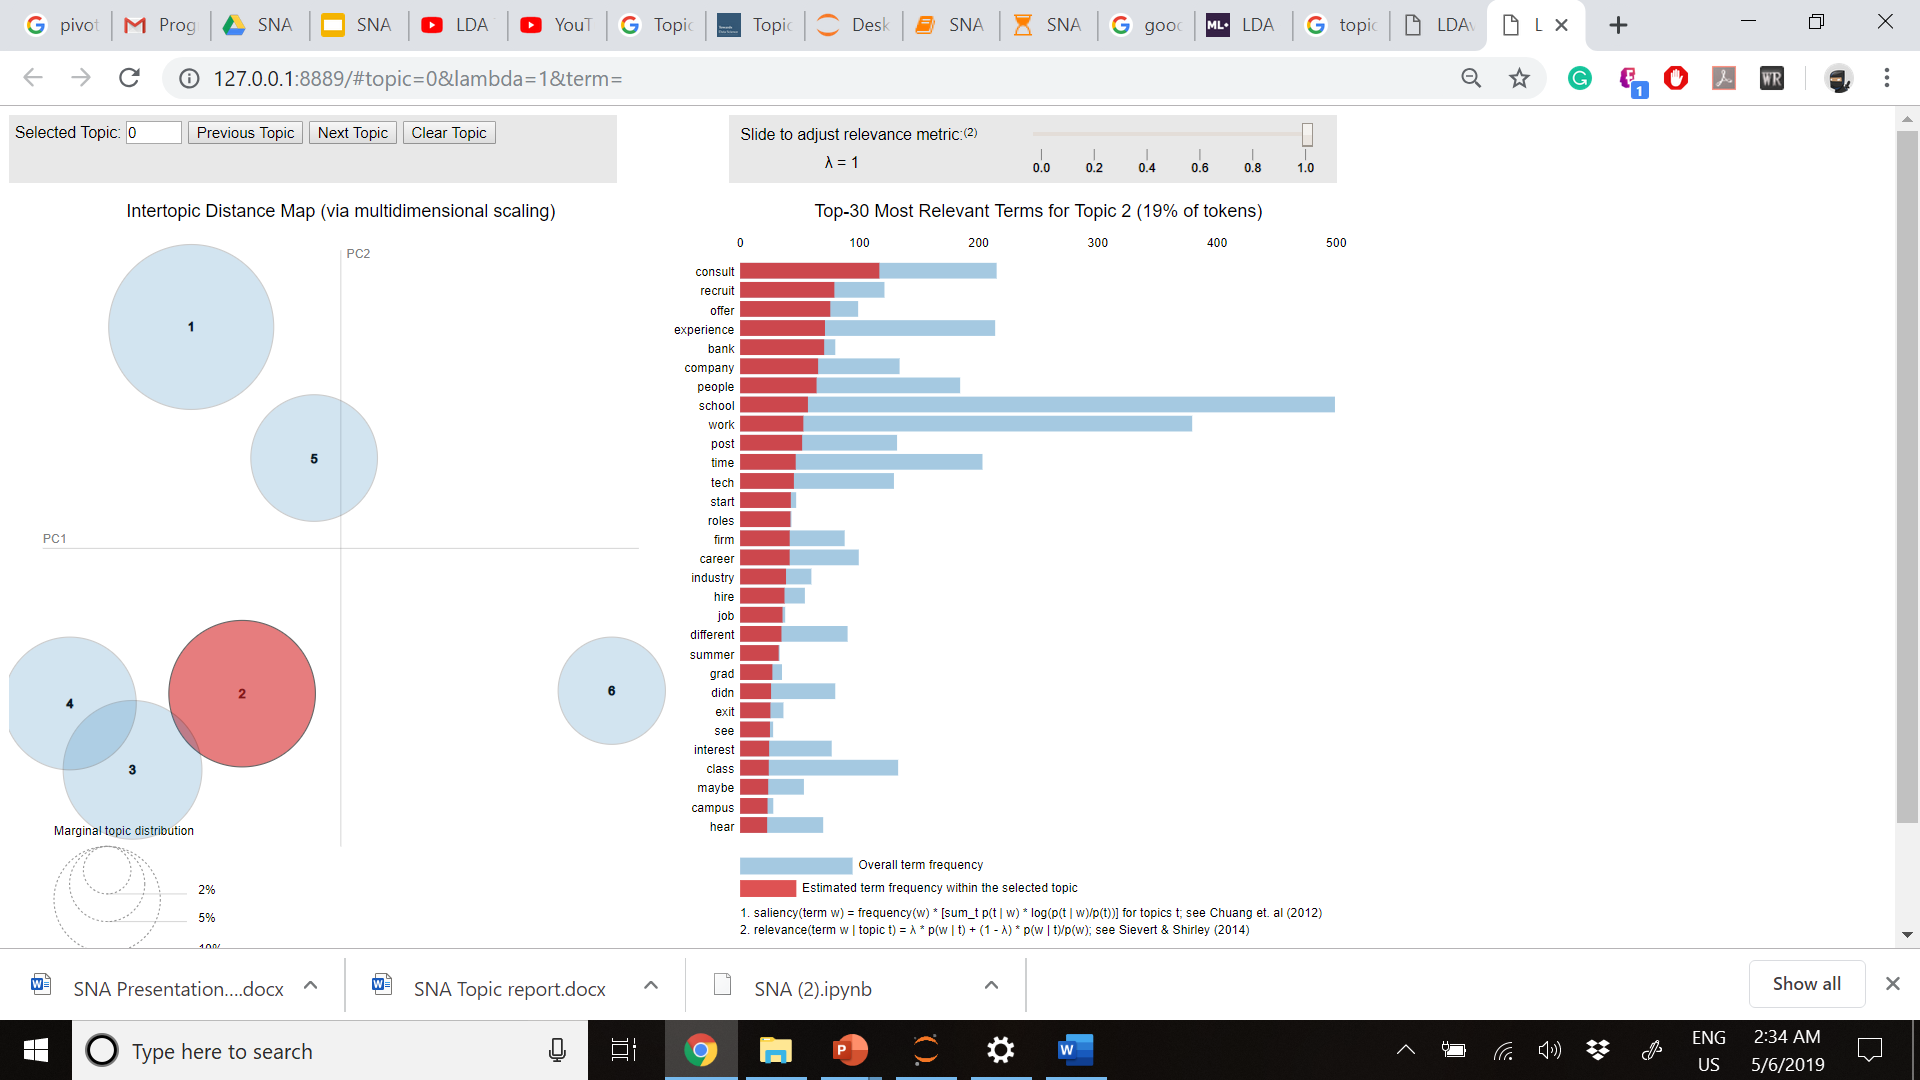 pivot
Prog
SNA
SNA
LDA
YouT
Topic
Topic
Desk
SNA
SNA
goo
ML
LDA
topic
LDAv
L
127.0.0.1:8889/#topic=0&lambda=1&term=
1
WR
Selected Topic: 0 Previous Topic Next Topic Clear Topic
Slide to adjust relevance metric:(2)
λ = 1
0.0 0.2 0.4 0.6 0.8 1.0
Intertopic Distance Map (via multidimensional scaling)
PC2
PC1
1
5
4
2
3
6
Marginal topic distribution
2%
5%
10%
Top-30 Most Relevant Terms for Topic 2 (19% of tokens)
0 100 200 300 400 500
consult
recruit
offer
experience
bank
company
people
school
work
post
time
tech
start
roles
firm
career
industry
hire
job
different
summer
grad
didn
exit
see
interest
class
maybe
campus
hear
Overall term frequency
Estimated term frequency within the selected topic
1. saliency(term w) = frequency(w) * [sum_t p(t | w) * log(p(t | w)/p(t))] for topics t; see Chuang et. al (2012)
2. relevance(term w | topic t) = λ * p(w | t) + (1 - λ) * p(w | t)/p(w); see Sievert & Shirley (2014)
SNA Presentation....docx
SNA Topic report.docx
SNA (2).ipynb
Show all
Type here to search
ENG
US
2:34 AM
5/6/2019